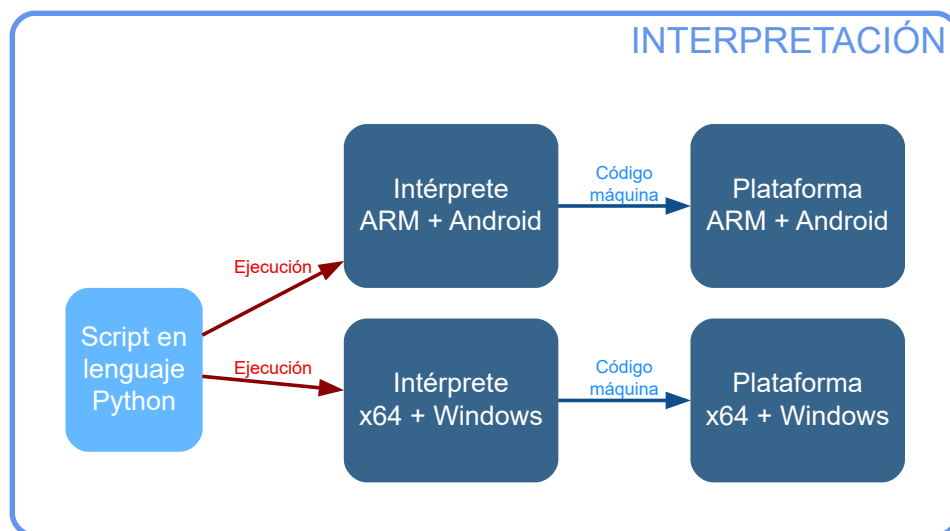 INTERPRETACIÓN
Intérprete
ARM + Android
Código
máquina
Plataforma
ARM + Android
Ejecución
Script en
lenguaje
Python
Ejecución
Intérprete
x64 + Windows
Código
máquina
Plataforma
x64 + Windows